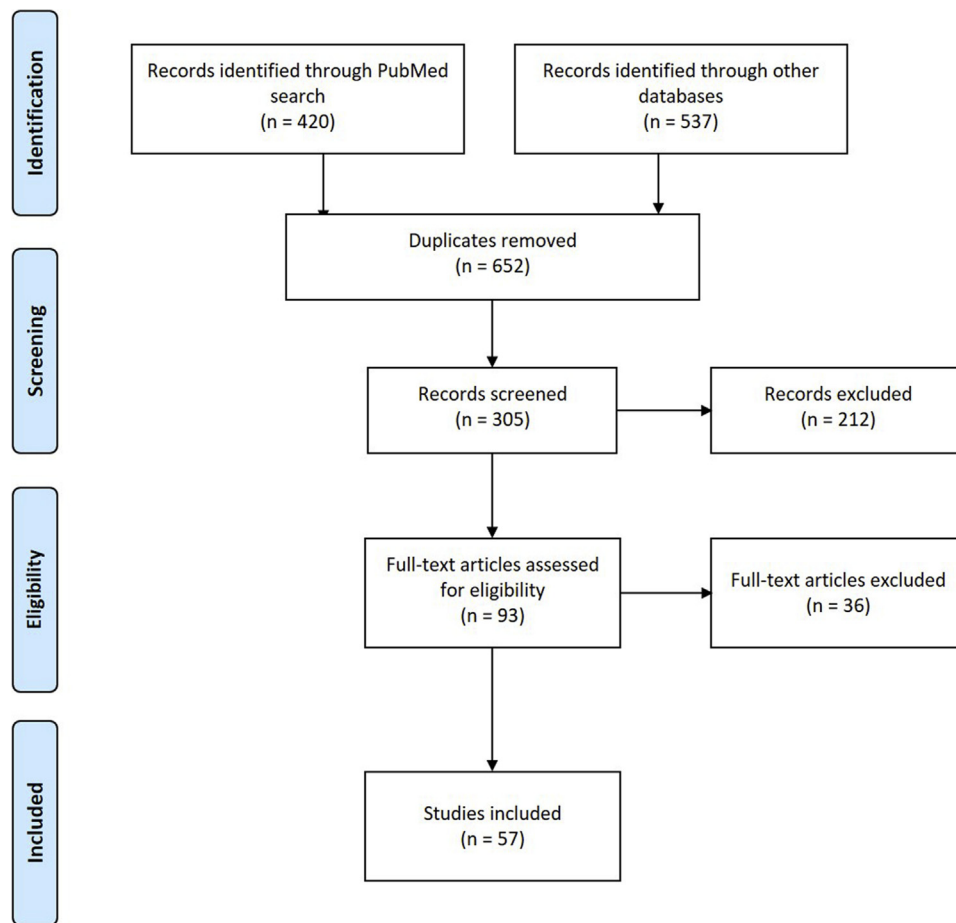 Identification
Records identified through PubMed
search
(n = 420)
Records identified through other
databases
(n = 537)
Duplicates removed
(n = 652)
Screening
Records screened
(n = 305)
Records excluded
(n = 212)
Eligibility
Full-text articles assessed
for eligibility
(n = 93)
Full-text articles excluded
(n = 36)
Included
Studies included
(n = 57)